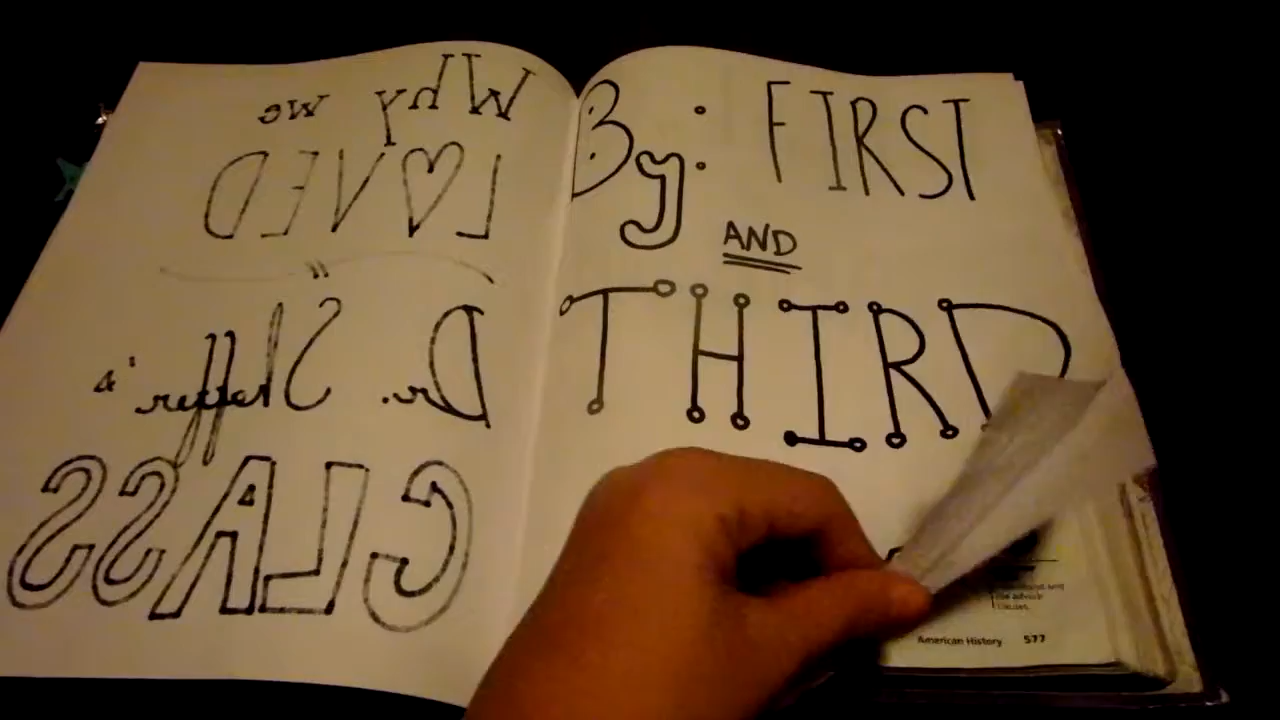 Why we
LOVED
Dr. Sheffer's
CLASS
By: FIRST
AND
THIRD
American History 577